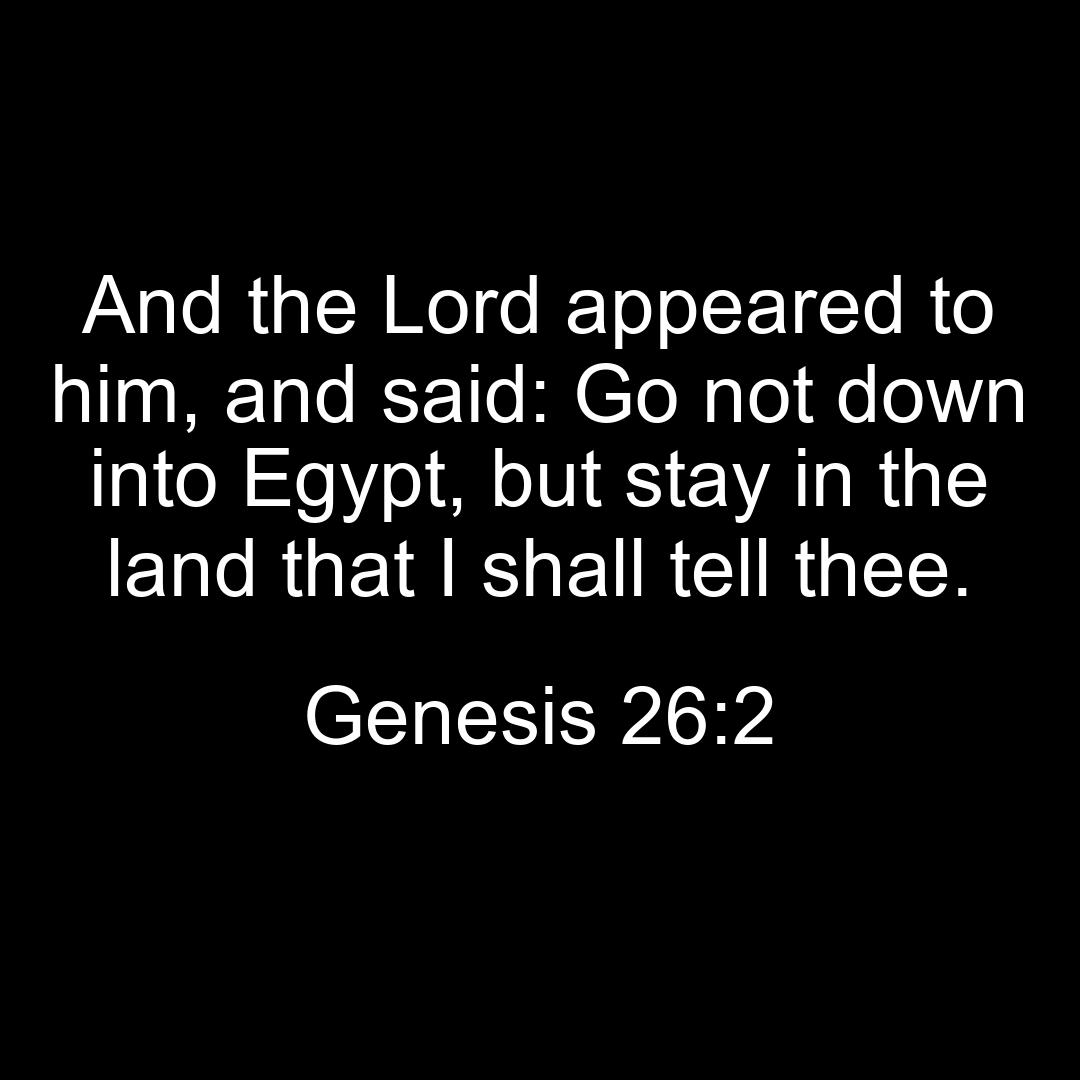 And the Lord appeared to
him, and said: Go not down
into Egypt, but stay in the
land that I shall tell thee.
Genesis 26:2